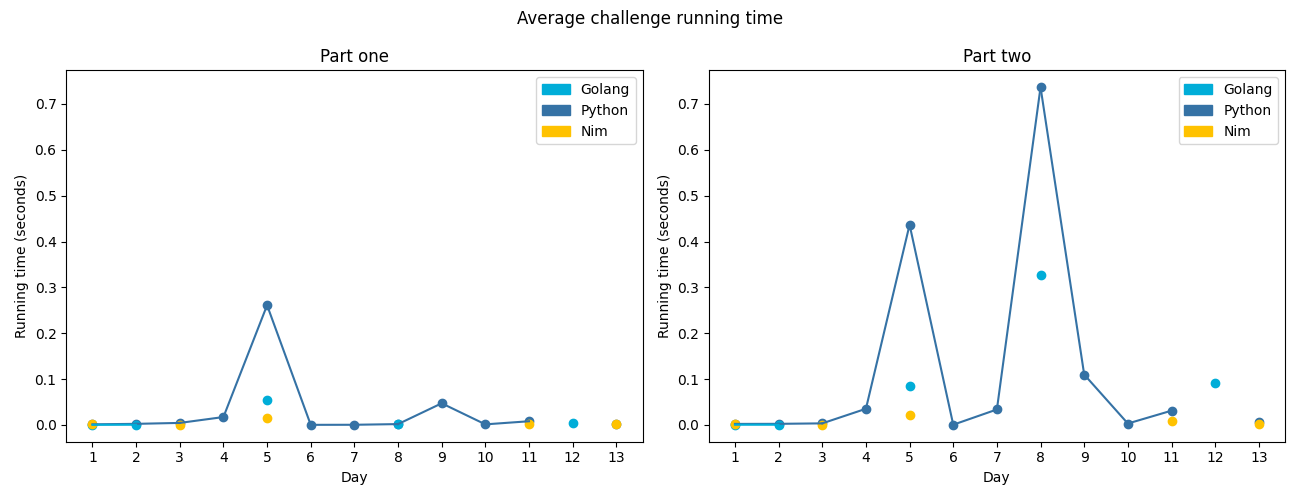 Average challenge running time
Part one
Running time (seconds)
0.7
0.6
0.5
0.4
0.3
0.2
0.1
0.0
Golang
Python
Nim
1 2 3 4 5 6 7 8 9 10 11 12 13
Day
Part two
Running time (seconds)
0.7
0.6
0.5
0.4
0.3
0.2
0.1
0.0
Golang
Python
Nim
1 2 3 4 5 6 7 8 9 10 11 12 13
Day